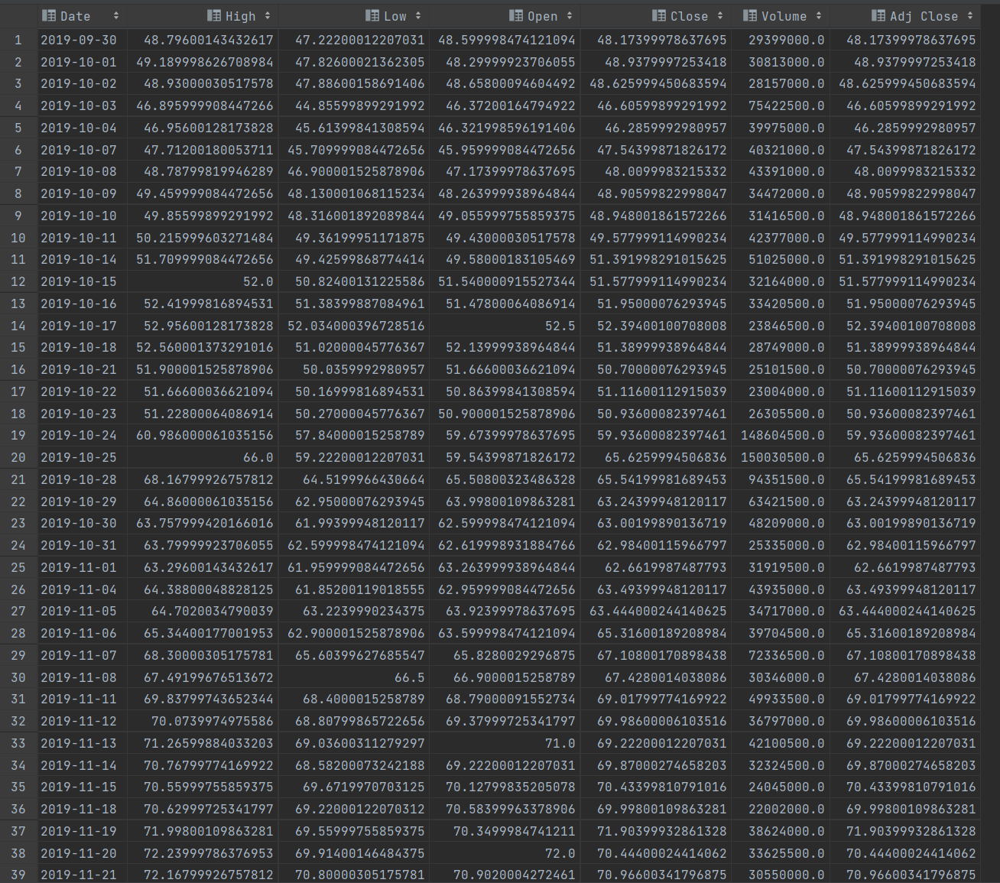 Date High Low Open Close Volume Adj Close
1 2019-09-30 48.79600143432617 47.22200012207031 48.599998474121094 48.17399978637695 29399000.0 48.17399978637695
2 2019-10-01 49.189998626708984 47.82600021362305 48.29999923706055 48.9379997253418 30813000.0 48.9379997253418
3 2019-10-02 48.93000030517578 47.88600158691406 48.65800094604492 48.625999450683594 28157000.0 48.625999450683594
4 2019-10-03 46.895999908447266 44.85599899291992 46.37200164794922 46.60599899291992 75422500.0 46.60599899291992
5 2019-10-04 46.95600128173828 45.61399841308594 46.321998596191406 46.2859992980957 39975000.0 46.2859992980957
6 2019-10-07 47.71200180053711 45.709999084472656 45.959999084472656 47.54399871826172 40321000.0 47.54399871826172
7 2019-10-08 48.78799819946289 46.900001525878906 47.17399978637695 48.0099983215332 43391000.0 48.0099983215332
8 2019-10-09 49.459999084472656 48.130001068115234 48.263999938964844 48.90599822998047 34472000.0 48.90599822998047
9 2019-10-10 49.85599899291992 48.316001892089844 49.055999755859375 48.948001861572266 31416500.0 48.948001861572266
10 2019-10-11 50.215999603271484 49.36199951171875 49.43000030517578 49.577999114990234 42377000.0 49.577999114990234
11 2019-10-14 51.709999084472656 49.42599868774414 49.58000183105469 51.391998291015625 51025000.0 51.391998291015625
12 2019-10-15 52.0 50.82400131225586 51.540000915527344 51.577999114990234 32164000.0 51.577999114990234
13 2019-10-16 52.41999816894531 51.38399887084961 51.47800064086914 51.95000076293945 33420500.0 51.95000076293945
14 2019-10-17 52.95600128173828 52.034000396728516 52.5 52.39400100708008 23846500.0 52.39400100708008
15 2019-10-18 52.560001373291016 51.02000045776367 52.13999938964844 51.38999938964844 28749000.0 51.38999938964844
16 2019-10-21 51.900001525878906 50.0359992980957 51.66600036621094 50.70000076293945 25101500.0 50.70000076293945
17 2019-10-22 51.66600036621094 50.16999816894531 50.86399841308594 51.11600112915039 23004000.0 51.11600112915039
18 2019-10-23 51.22800064086914 50.27000045776367 50.900001525878906 50.93600082397461 26305500.0 50.93600082397461
19 2019-10-24 60.986000061035156 57.84000015258789 59.67399978637695 59.93600082397461 148604500.0 59.93600082397461
20 2019-10-25 66.0 59.22200012207031 59.54399871826172 65.6259994506836 150030500.0 65.6259994506836
21 2019-10-28 68.16799926757812 64.5199966430664 65.50800323486328 65.54199981689453 94351500.0 65.54199981689453
22 2019-10-29 64.86000061035156 62.95000076293945 63.99800109863281 63.24399948120117 63421500.0 63.24399948120117
23 2019-10-30 63.757999420166016 61.99399948120117 62.599998474121094 63.00199890136719 48209000.0 63.00199890136719
24 2019-10-31 63.79999923706055 62.599998474121094 62.619998931884766 62.98400115966797 25335000.0 62.98400115966797
25 2019-11-01 63.29600143432617 61.959999084472656 63.263999938964844 62.6619987487793 31919500.0 62.6619987487793
26 2019-11-04 64.38800048828125 61.85200119018555 62.959999084472656 63.49399948120117 43935000.0 63.49399948120117
27 2019-11-05 64.7020034790039 63.2239990234375 63.92399978637695 63.444000244140625 34717000.0 63.444000244140625
28 2019-11-06 65.34400177001953 62.900001525878906 63.599998474121094 65.31600189208984 39704500.0 65.31600189208984
29 2019-11-07 68.30000305175781 65.60399627685547 65.8280029296875 67.10800170898438 72336500.0 67.10800170898438
30 2019-11-08 67.49199676513672 66.5 66.9000015258789 67.4280014038086 30346000.0 67.4280014038086
31 2019-11-11 69.83799743652344 68.4000015258789 68.79000091552734 69.01799774169922 49933500.0 69.01799774169922
32 2019-11-12 70.0739974975586 68.80799865722656 69.37999725341797 69.98600006103516 36797000.0 69.98600006103516
33 2019-11-13 71.26599884033203 69.03600311279297 71.0 69.22200012207031 42100500.0 69.22200012207031
34 2019-11-14 70.76799774169922 68.58200073242188 69.22200012207031 69.87000274658203 32324500.0 69.87000274658203
35 2019-11-15 70.55999755859375 69.6719970703125 70.12799835205078 70.43399810791016 24045000.0 70.43399810791016
36 2019-11-18 70.62999725341797 69.22000122070312 70.58399963378906 69.99800109863281 22002000.0 69.99800109863281
37 2019-11-19 71.99800109863281 69.55999755859375 70.3499984741211 71.90399932861328 38624000.0 71.90399932861328
38 2019-11-20 72.23999786376953 69.91400146484375 72.0 70.44400024414062 33625500.0 70.44400024414062
39 2019-11-21 72.16799926757812 70.80000305175781 70.9020004272461 70.96600341796875 30550000.0 70.96600341796875